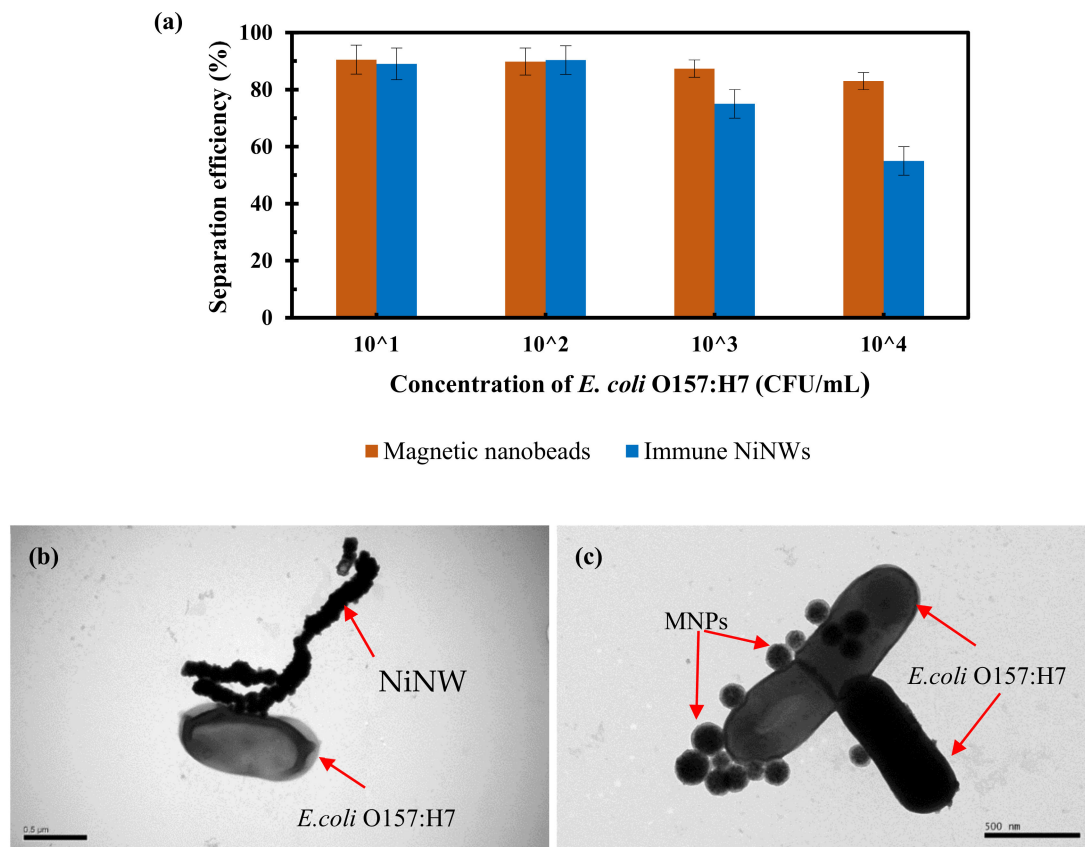 (a)
Separation efficiency (%)
100
80
60
40
20
0
10^1 10^2 10^3 10^4
Concentration of E. coli O157:H7 (CFU/mL)
Magnetic nanobeads Immune NiNWs
(b)
NiNW
E.coli O157:H7
0.5 µm
(c)
MNPs
E.coli O157:H7
500 nm